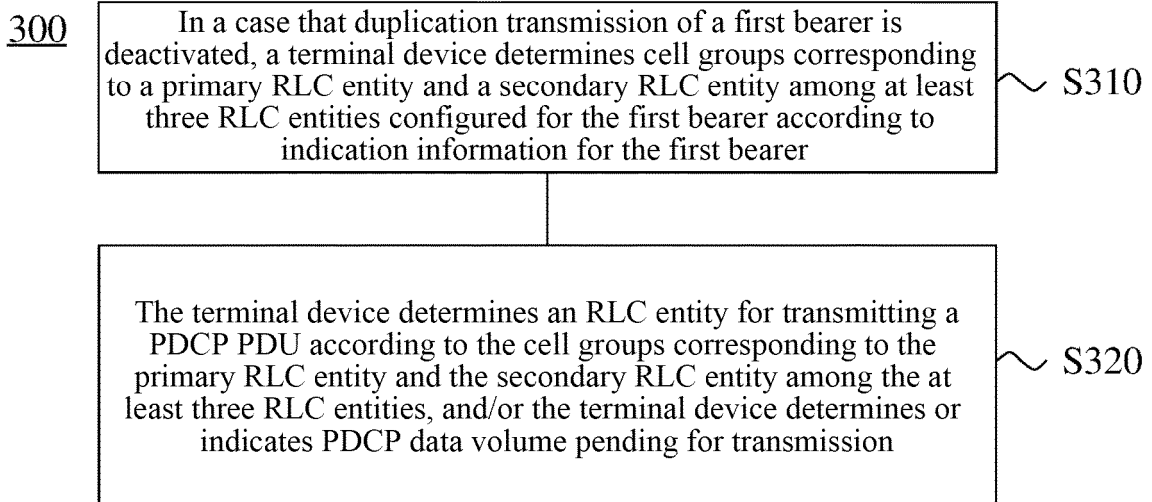 300
In a case that duplication transmission of a first bearer is
deactivated, a terminal device determines cell groups corresponding
to a primary RLC entity and a secondary RLC entity among at least
three RLC entities configured for the first bearer according to
indication information for the first bearer
S310
The terminal device determines an RLC entity for transmitting a
PDCP PDU according to the cell groups corresponding to the
primary RLC entity and the secondary RLC entity among the at
least three RLC entities, and/or the terminal device determines or
indicates PDCP data volume pending for transmission
S320